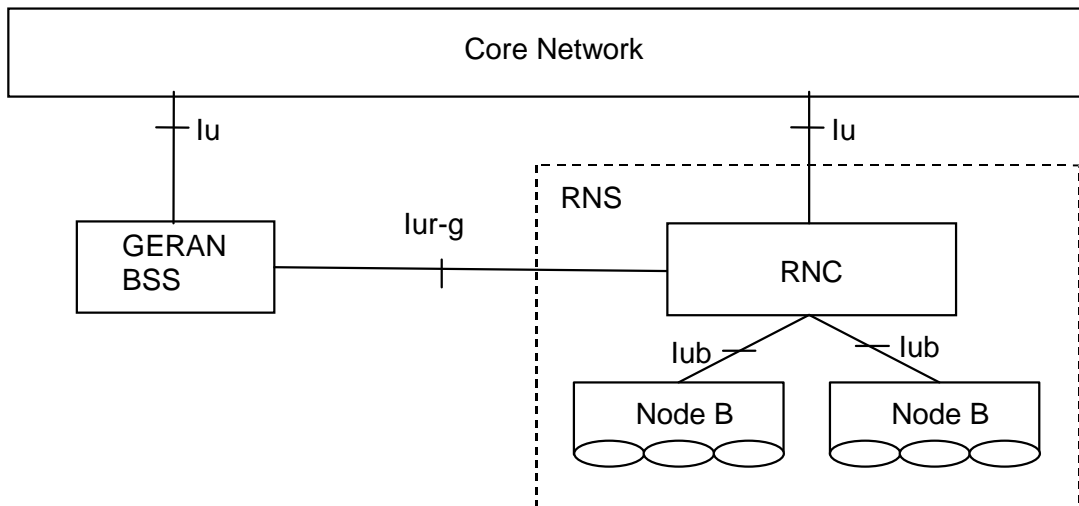 Core Network
Iu
Iu
RNS
Iur-g
GERAN
BSS
RNC
Iub
Iub
Node B
Node B